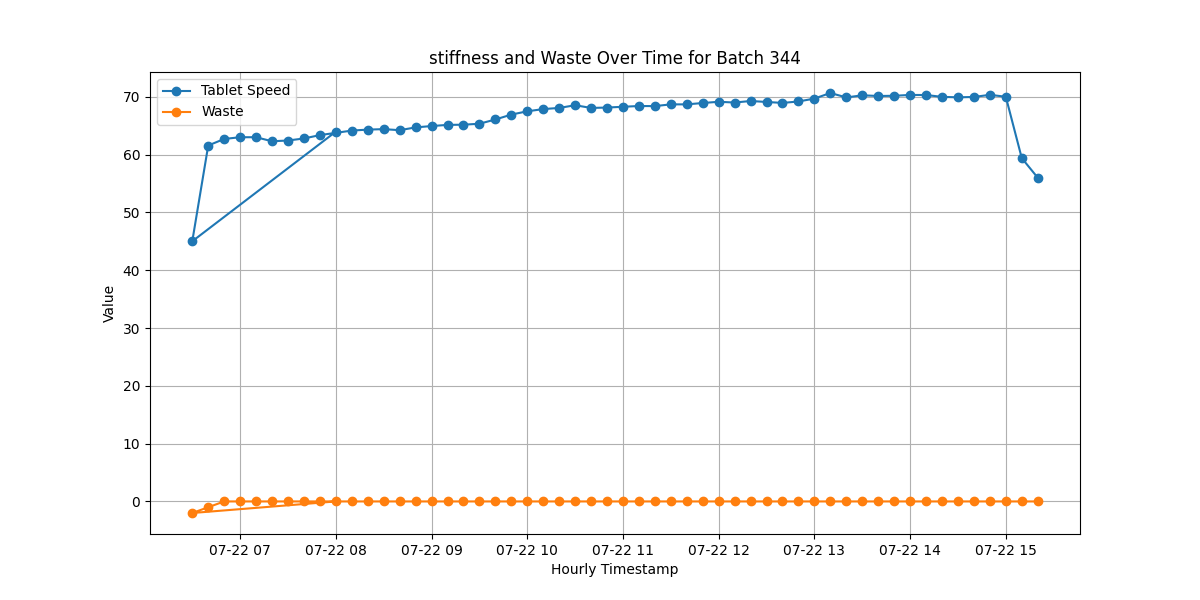 stiffness and Waste Over Time for Batch 344
Tablet Speed
Waste
Value
70
60
50
40
30
20
10
0
07-22 07 07-22 08 07-22 09 07-22 10 07-22 11 07-22 12 07-22 13 07-22 14 07-22 15
Hourly Timestamp